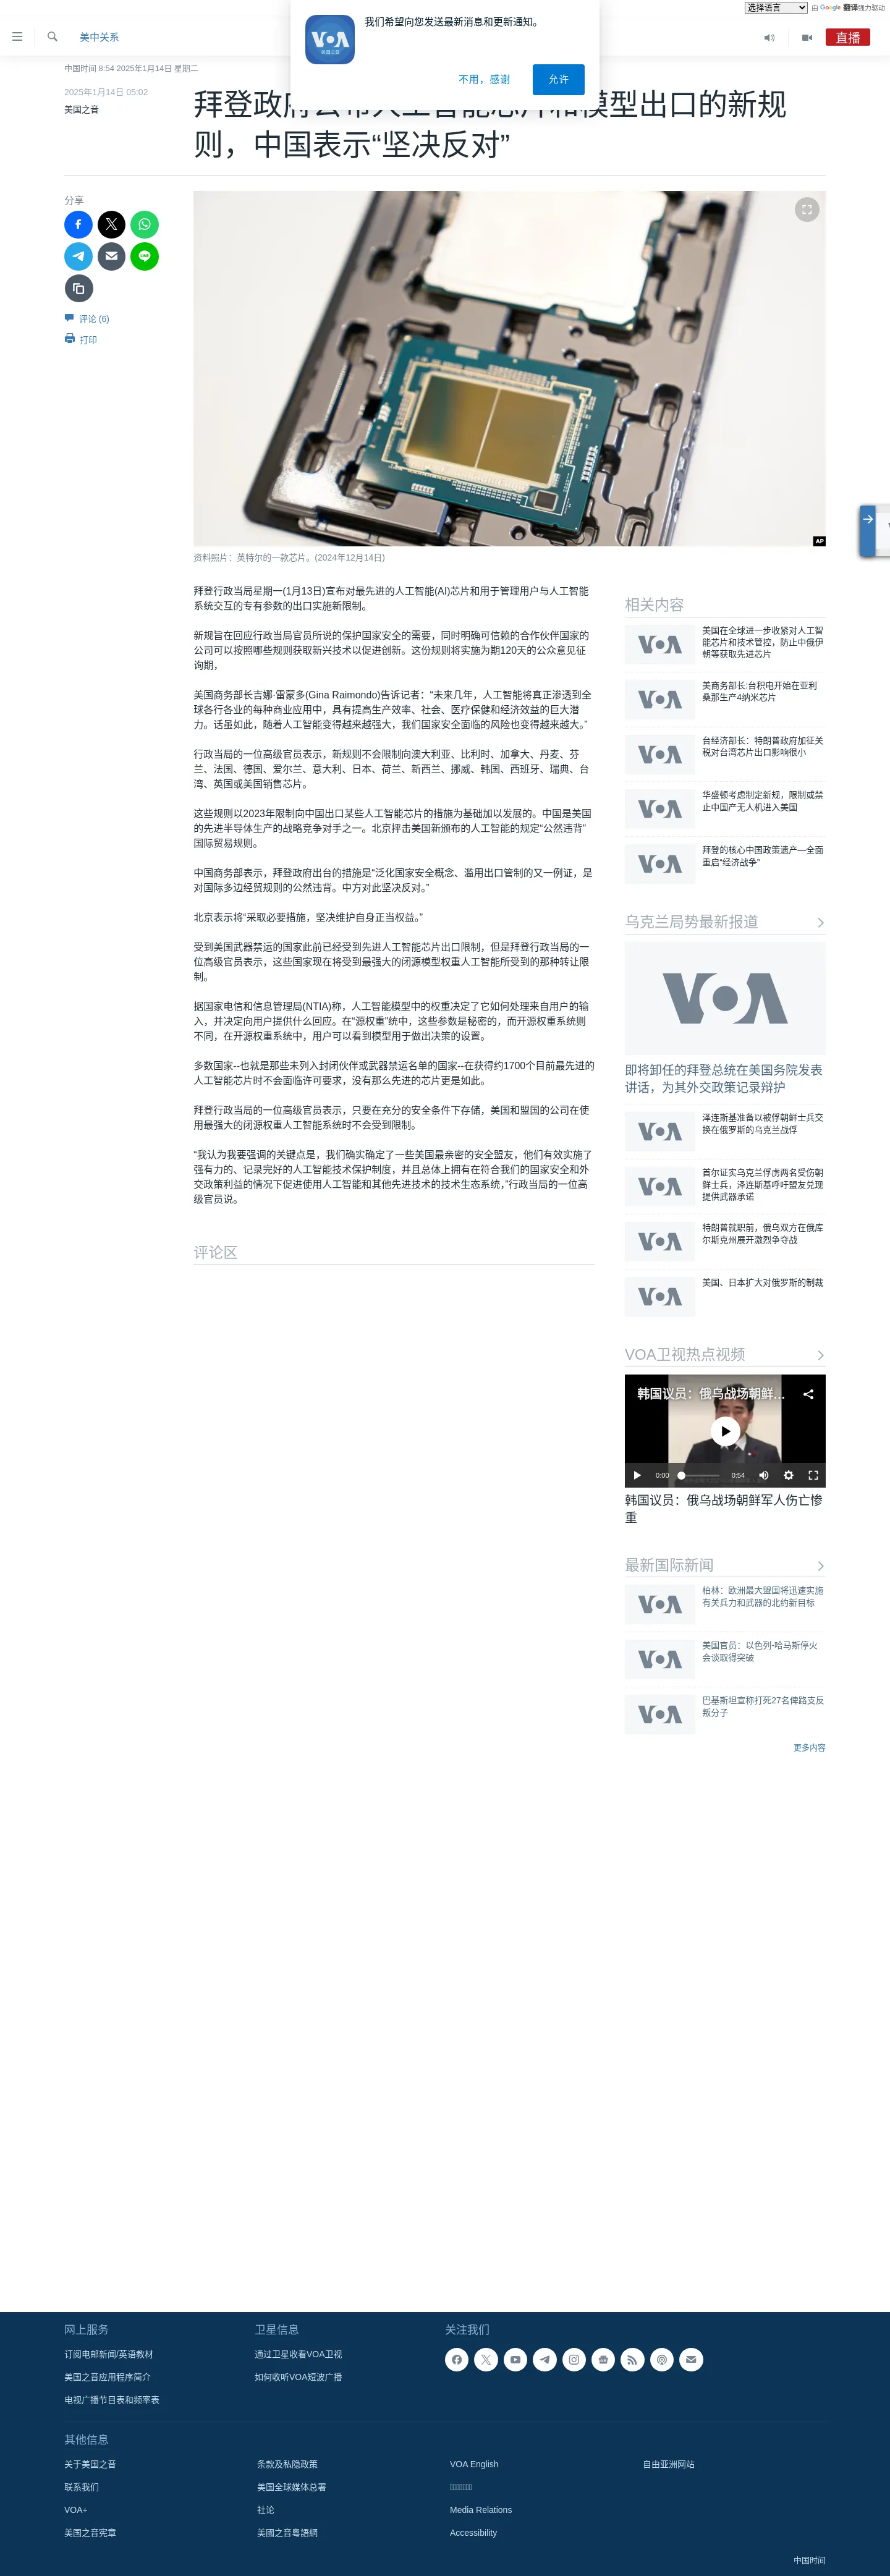 选择语言 由 Google 翻译强力驱动
我们希望向您发送最新消息和更新通知。
VOA
美国之音
不用，感谢
允许
美中关系
直播
中国时间 8:54 2025年1月14日 星期二
2025年1月14日 05:02
美国之音
拜登政府公布人工智能芯片和模型出口的新规
则，中国表示“坚决反对”
分享
评论 (6)
打印
AP
资料照片：英特尔的一款芯片。(2024年12月14日)
拜登行政当局星期一(1月13日)宣布对最先进的人工智能(AI)芯片和用于管理用户与人工智能
系统交互的专有参数的出口实施新限制。
新规旨在回应行政当局官员所说的保护国家安全的需要，同时明确可信赖的合作伙伴国家的
公司可以按照哪些规则获取新兴技术以促进创新。这份规则将实施为期120天的公众意见征
询期，
美国商务部长吉娜·雷蒙多(Gina Raimondo)告诉记者：“未来几年，人工智能将真正渗透到全
球各行各业的每种商业应用中，具有提高生产效率、社会、医疗保健和经济效益的巨大潜
力。话虽如此，随着人工智能变得越来越强大，我们国家安全面临的风险也变得越来越大。”
行政当局的一位高级官员表示，新规则不会限制向澳大利亚、比利时、加拿大、丹麦、芬
兰、法国、德国、爱尔兰、意大利、日本、荷兰、新西兰、挪威、韩国、西班牙、瑞典、台
湾、英国或美国销售芯片。
这些规则以2023年限制向中国出口某些人工智能芯片的措施为基础加以发展的。中国是美国
的先进半导体生产的战略竞争对手之一。北京抨击美国新颁布的人工智能的规定“公然违背”
国际贸易规则。
中国商务部表示，拜登政府出台的措施是“泛化国家安全概念、滥用出口管制的又一例证，是
对国际多边经贸规则的公然违背。中方对此坚决反对。”
北京表示将“采取必要措施，坚决维护自身正当权益。”
受到美国武器禁运的国家此前已经受到先进人工智能芯片出口限制，但是拜登行政当局的一
位高级官员表示，这些国家现在将受到最强大的闭源模型权重人工智能所受到的那种转让限
制。
据国家电信和信息管理局(NTIA)称，人工智能模型中的权重决定了它如何处理来自用户的输
入，并决定向用户提供什么回应。在“源权重”统中，这些参数是秘密的，而开源权重系统则
不同，在开源权重系统中，用户可以看到模型用于做出决策的设置。
多数国家--也就是那些未列入封闭伙伴或武器禁运名单的国家--在获得约1700个目前最先进的
人工智能芯片时不会面临许可要求，没有那么先进的芯片更是如此。
拜登行政当局的一位高级官员表示，只要在充分的安全条件下存储，美国和盟国的公司在使
用最强大的闭源权重人工智能系统时不会受到限制。
“我认为我要强调的关键点是，我们确实确定了一些美国最亲密的安全盟友，他们有效实施了
强有力的、记录完好的人工智能技术保护制度，并且总体上拥有在符合我们的国家安全和外
交政策利益的情况下促进使用人工智能和其他先进技术的技术生态系统，”行政当局的一位高
级官员说。
评论区
相关内容
VOA
美国在全球进一步收紧对人工智
能芯片和技术管控，防止中俄伊
朝等获取先进芯片
VOA
美商务部长:台积电开始在亚利
桑那生产4纳米芯片
VOA
台经济部长：特朗普政府加征关
税对台湾芯片出口影响很小
VOA
华盛顿考虑制定新规，限制或禁
止中国产无人机进入美国
VOA
拜登的核心中国政策遗产—全面
重启“经济战争”
乌克兰局势最新报道
VOA
即将卸任的拜登总统在美国务院发表
讲话，为其外交政策记录辩护
VOA
泽连斯基准备以被俘朝鲜士兵交
换在俄罗斯的乌克兰战俘
VOA
首尔证实乌克兰俘虏两名受伤朝
鲜士兵，泽连斯基呼吁盟友兑现
提供武器承诺
VOA
特朗普就职前，俄乌双方在俄库
尔斯克州展开激烈争夺战
VOA
美国、日本扩大对俄罗斯的制裁
VOA卫视热点视频
韩国议员：俄乌战场朝鲜...
0:00
0:54
韩国议员：俄乌战场朝鲜军人伤亡惨
重
最新国际新闻
VOA
柏林：欧洲最大盟国将迅速实施
有关兵力和武器的北约新目标
VOA
美国官员：以色列-哈马斯停火
会谈取得突破
VOA
巴基斯坦宣称打死27名俾路支反
叛分子
更多内容
网上服务
订阅电邮新闻/英语教材
美国之音应用程序简介
电视广播节目表和频率表
卫星信息
通过卫星收看VOA卫视
如何收听VOA短波广播
关注我们
其他信息
关于美国之音
联系我们
VOA+
美国之音宪章
条款及私隐政策
美国全球媒体总署
社论
美國之音粵語網
VOA English
Media Relations
Accessibility
自由亚洲网站
中国时间